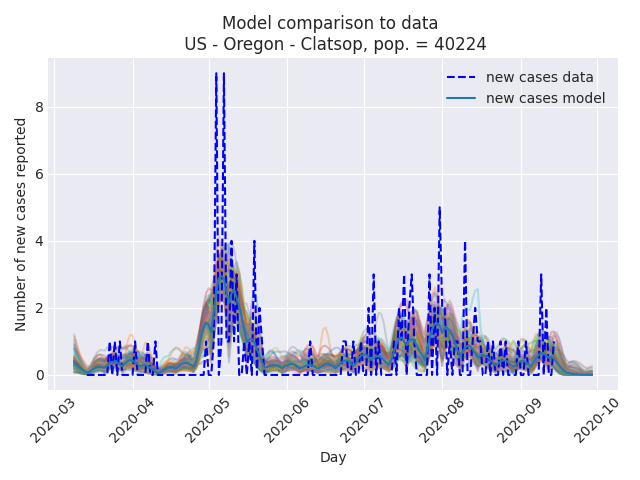 Model comparison to data
US - Oregon - Clatsop, pop. = 40224
new cases data
new cases model
Number of new cases reported
8
6
4
2
0
2020-03
2020-04
2020-05
2020-06
2020-07
2020-08
2020-09
2020-10
Day